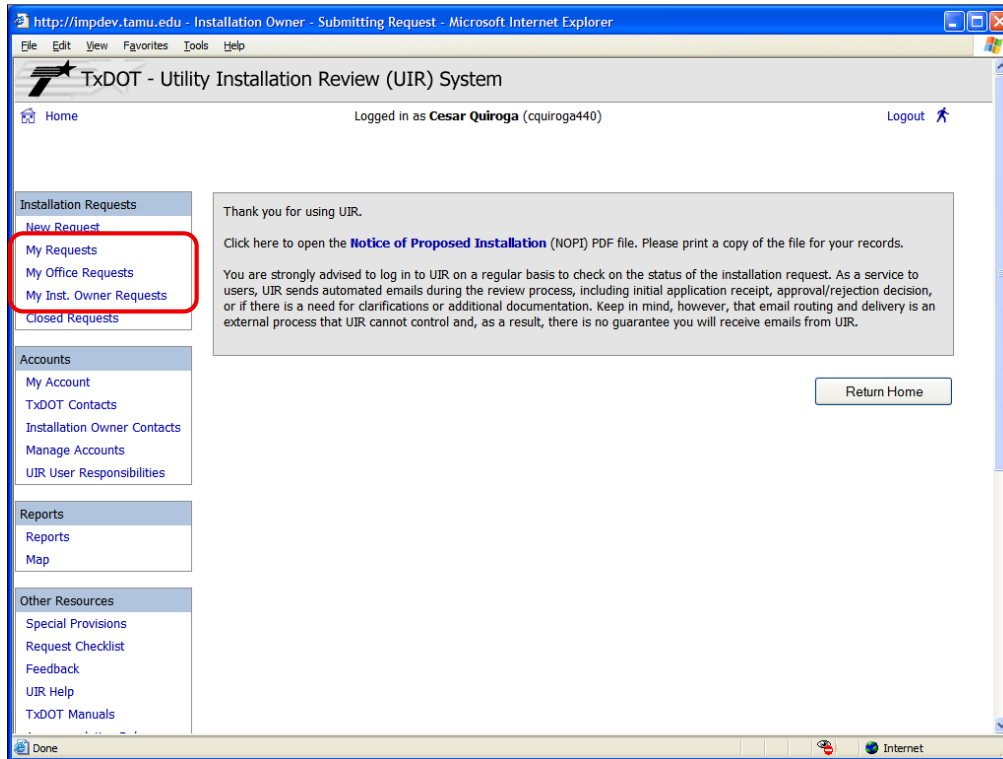 http://impdev.tamu.edu - Installation Owner - Submitting Request - Microsoft Internet Explorer
File Edit View Favorites Tools Help
TxDOT - Utility Installation Review (UIR) System
Home Logged in as Cesar Quiroga (cquiroga440) Logout
Installation Requests
New Request
My Requests
My Office Requests
My Inst. Owner Requests
Closed Requests
Thank you for using UIR.
Click here to open the Notice of Proposed Installation (NOPI) PDF file. Please print a copy of the file for your records.
You are strongly advised to log in to UIR on a regular basis to check on the status of the installation request. As a service to
users, UIR sends automated emails during the review process, including initial application receipt, approval/rejection decision,
or if there is a need for clarifications or additional documentation. Keep in mind, however, that email routing and delivery is an
external process that UIR cannot control and, as a result, there is no guarantee you will receive emails from UIR.
Return Home
Accounts
My Account
TxDOT Contacts
Installation Owner Contacts
Manage Accounts
UIR User Responsibilities
Reports
Reports
Map
Other Resources
Special Provisions
Request Checklist
Feedback
UIR Help
TxDOT Manuals
Done Internet